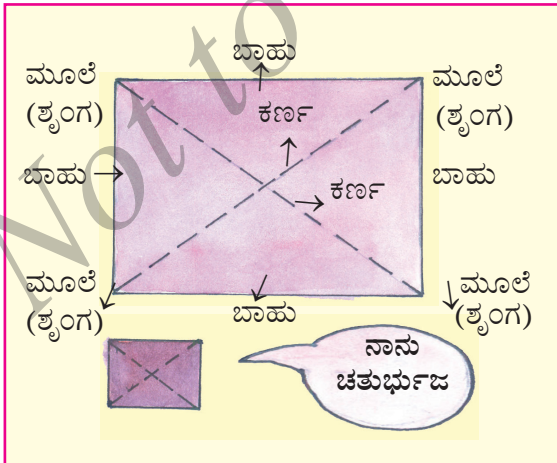 ಬಾಹು
ಮೂಲೆ
(ಶೃಂಗ)
ಮೂಲೆ
(ಶೃಂಗ)
ಕರ್ಣ
ಬಾಹು
ಕರ್ಣ
ಬಾಹು
ಮೂಲೆ
(ಶೃಂಗ)
ಬಾಹು
ಮೂಲೆ
(ಶೃಂಗ)
ನಾನು
ಚತುರ್ಭುಜ
Not to